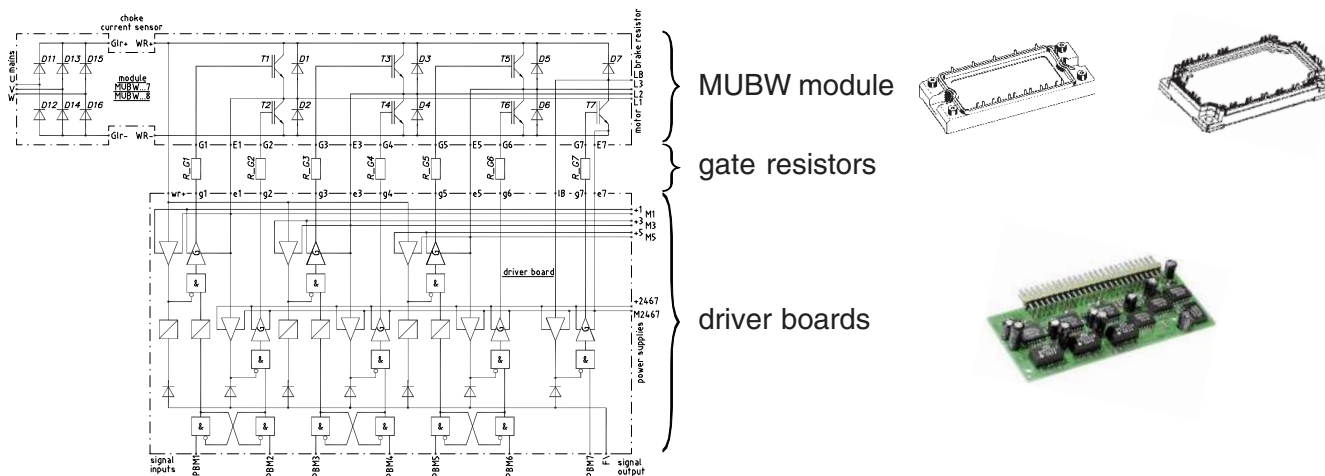 choke
current sensor
Glr+ WR+
D11 D13 D15
T1 D1 T3 D3 T5 D5 D7
U
V mains
W
module
MUBW...7
MUBW...8
D12 D14 D16
T2 D2 T4 D4 T6 D6 T7
brake resistor
LB
L3
L2
L1
motor
Glr- WR-
G1 E1 G2 G3 E3 G4 G5 E5 G6 G7 E7
R_G1 R_G2 R_G3 R_G4 R_G5 R_G6 R_G7
wr+ g1 e1 g2 g3 e3 g4 g5 e5 g6 lB g7 e7
+1
M1
+3
M3
+5
M5
& & &
driver board
+2467
M2467
power supplies
& & & &
& & & & & &
signal
inputs
PBM1 PBM2 PBM3 PBM4 PBM5 PBM6 PBM7 F\
signal
output
MUBW module
gate resistors
driver boards